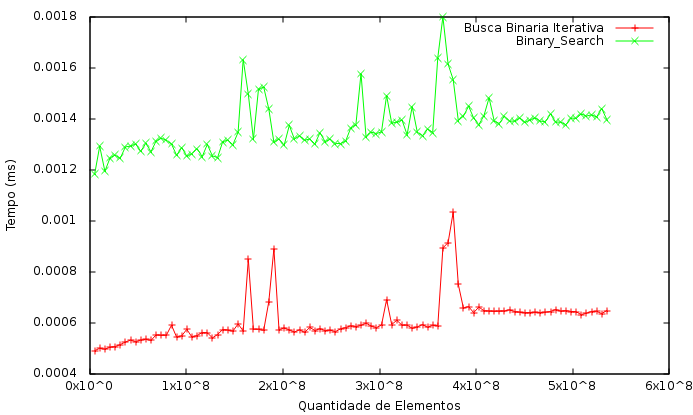 0.0018
Busca Binaria Iterativa
Binary_Search
0.0016
0.0014
0.0012
0.001
0.0008
0.0006
0.0004
Tempo (ms)
0x10^0
1x10^8
2x10^8
3x10^8
4x10^8
5x10^8
6x10^8
Quantidade de Elementos